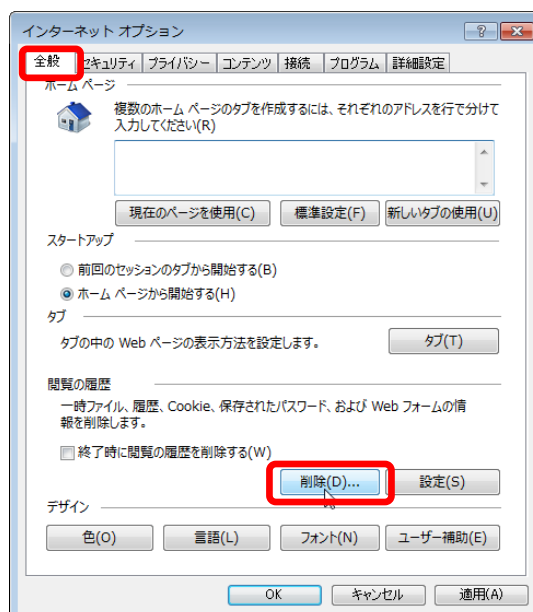 インターネット オプション
全般 セキュリティ プライバシー コンテンツ 接続 プログラム 詳細設定
ホーム ページ
複数のホーム ページのタブを作成するには、それぞれのアドレスを行で分けて
入力してください(R)
現在のページを使用(C) 標準設定(F) 新しいタブの使用(U)
スタートアップ
前回のセッションのタブから開始する(B)
ホーム ページから開始する(H)
タブ
タブの中の Web ページの表示方法を設定します。 タブ(T)
閲覧の履歴
一時ファイル、履歴、Cookie、保存されたパスワード、および Web フォームの情
報を削除します。
終了時に閲覧の履歴を削除する(W)
削除(D)... 設定(S)
デザイン
色(O) 言語(L) フォント(N) ユーザー補助(E)
OK キャンセル 適用(A)